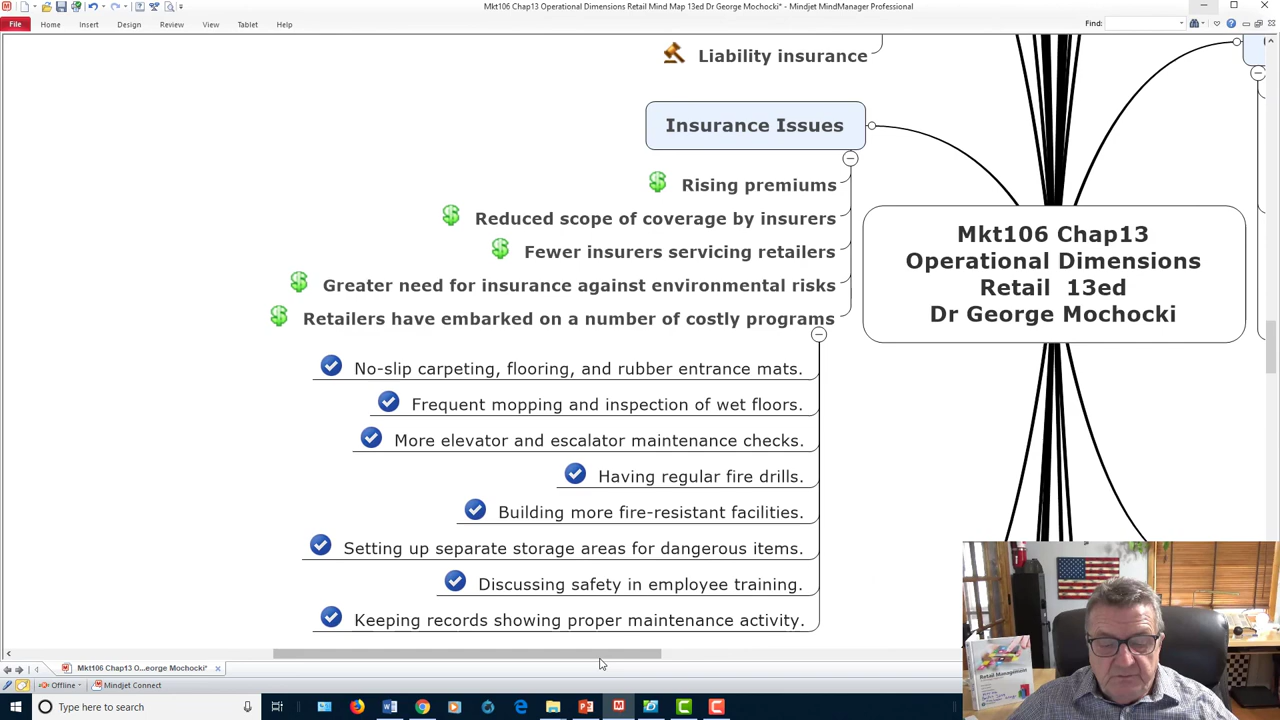 Mkt106 Chap13 Operational Dimensions Retail Mind Map 13ed Dr George Mochocki* - Mindjet MindManager Professional
File Home Insert Design Review View Tablet Help
Find:
Liability insurance
Insurance Issues
Rising premiums
Reduced scope of coverage by insurers
Fewer insurers servicing retailers
Greater need for insurance against environmental risks
Retailers have embarked on a number of costly programs
No-slip carpeting, flooring, and rubber entrance mats.
Frequent mopping and inspection of wet floors.
More elevator and escalator maintenance checks.
Having regular fire drills.
Building more fire-resistant facilities.
Setting up separate storage areas for dangerous items.
Discussing safety in employee training.
Keeping records showing proper maintenance activity.
Mkt106 Chap13
Operational Dimensions
Retail 13ed
Dr George Mochocki
Retail Management
Mkt106 Chap13 O...eorge Mochocki*
Offline
Mindjet Connect
Type here to search